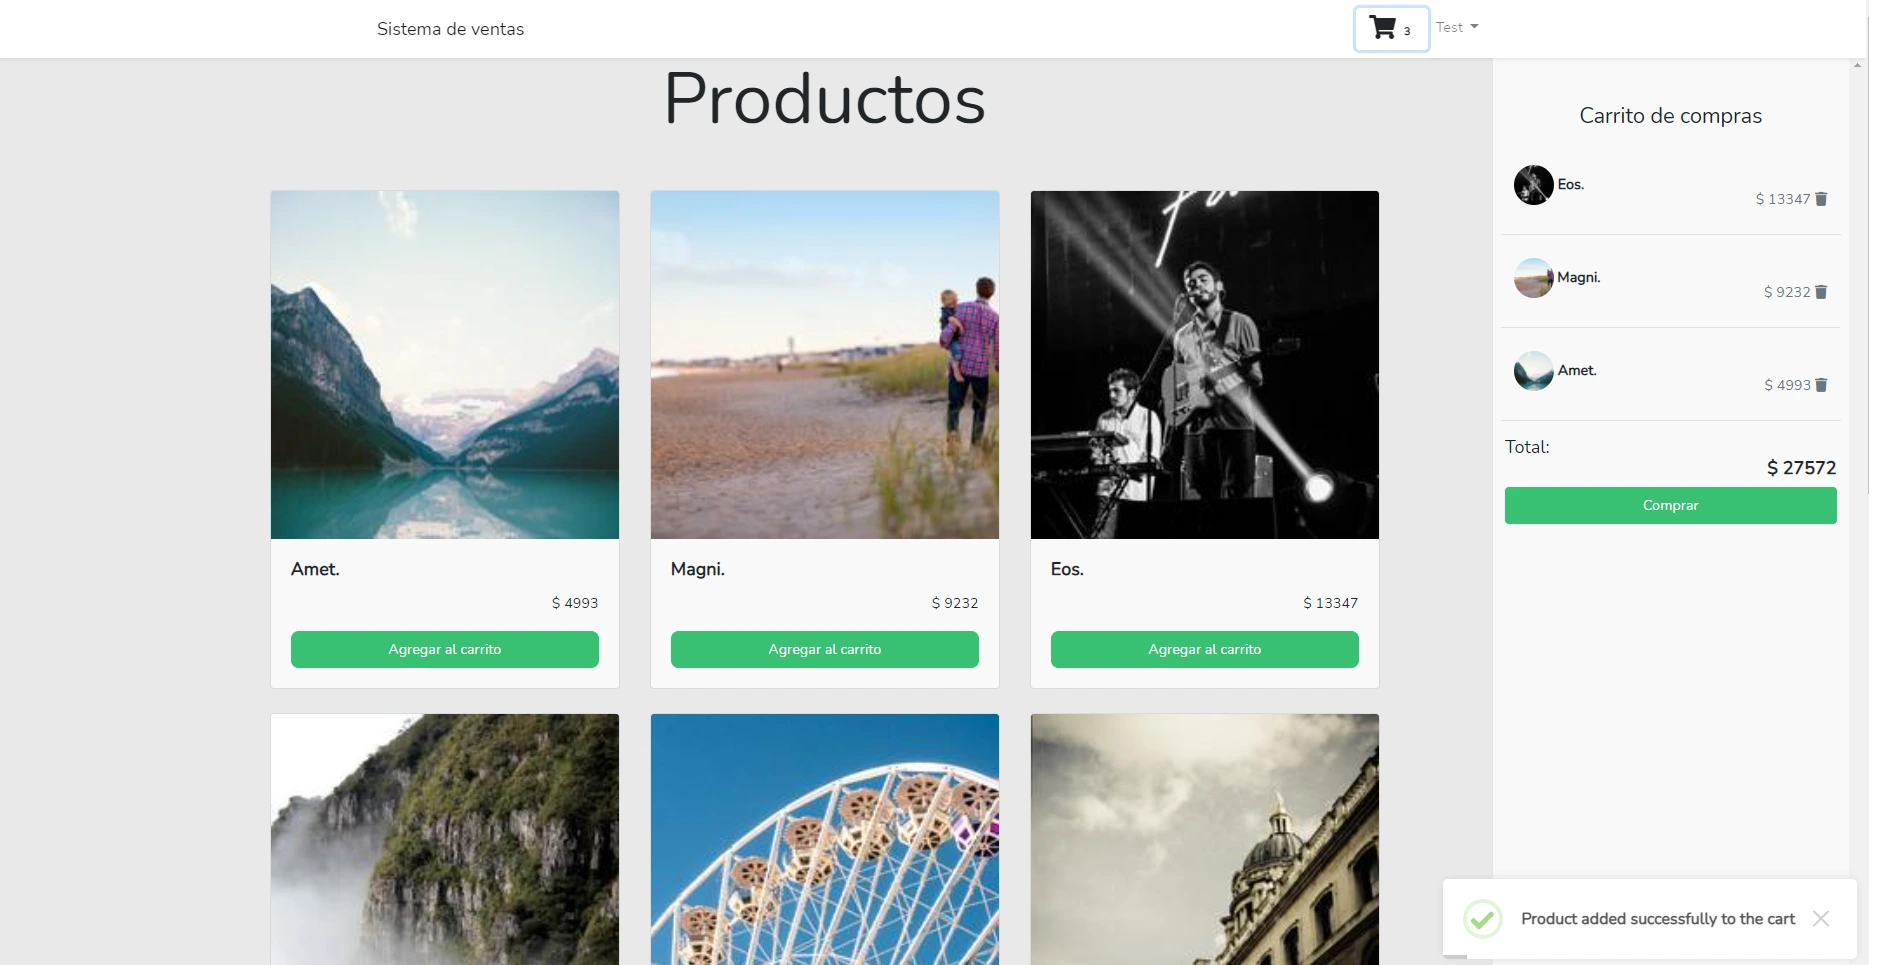 Sistema de ventas
3
Test
Productos
Amet.
$ 4993
Agregar al carrito
Magni.
$ 9232
Agregar al carrito
Eos.
$ 13347
Agregar al carrito
Carrito de compras
Eos.
$ 13347
Magni.
$ 9232
Amet.
$ 4993
Total:
$ 27572
Comprar
Product added successfully to the cart